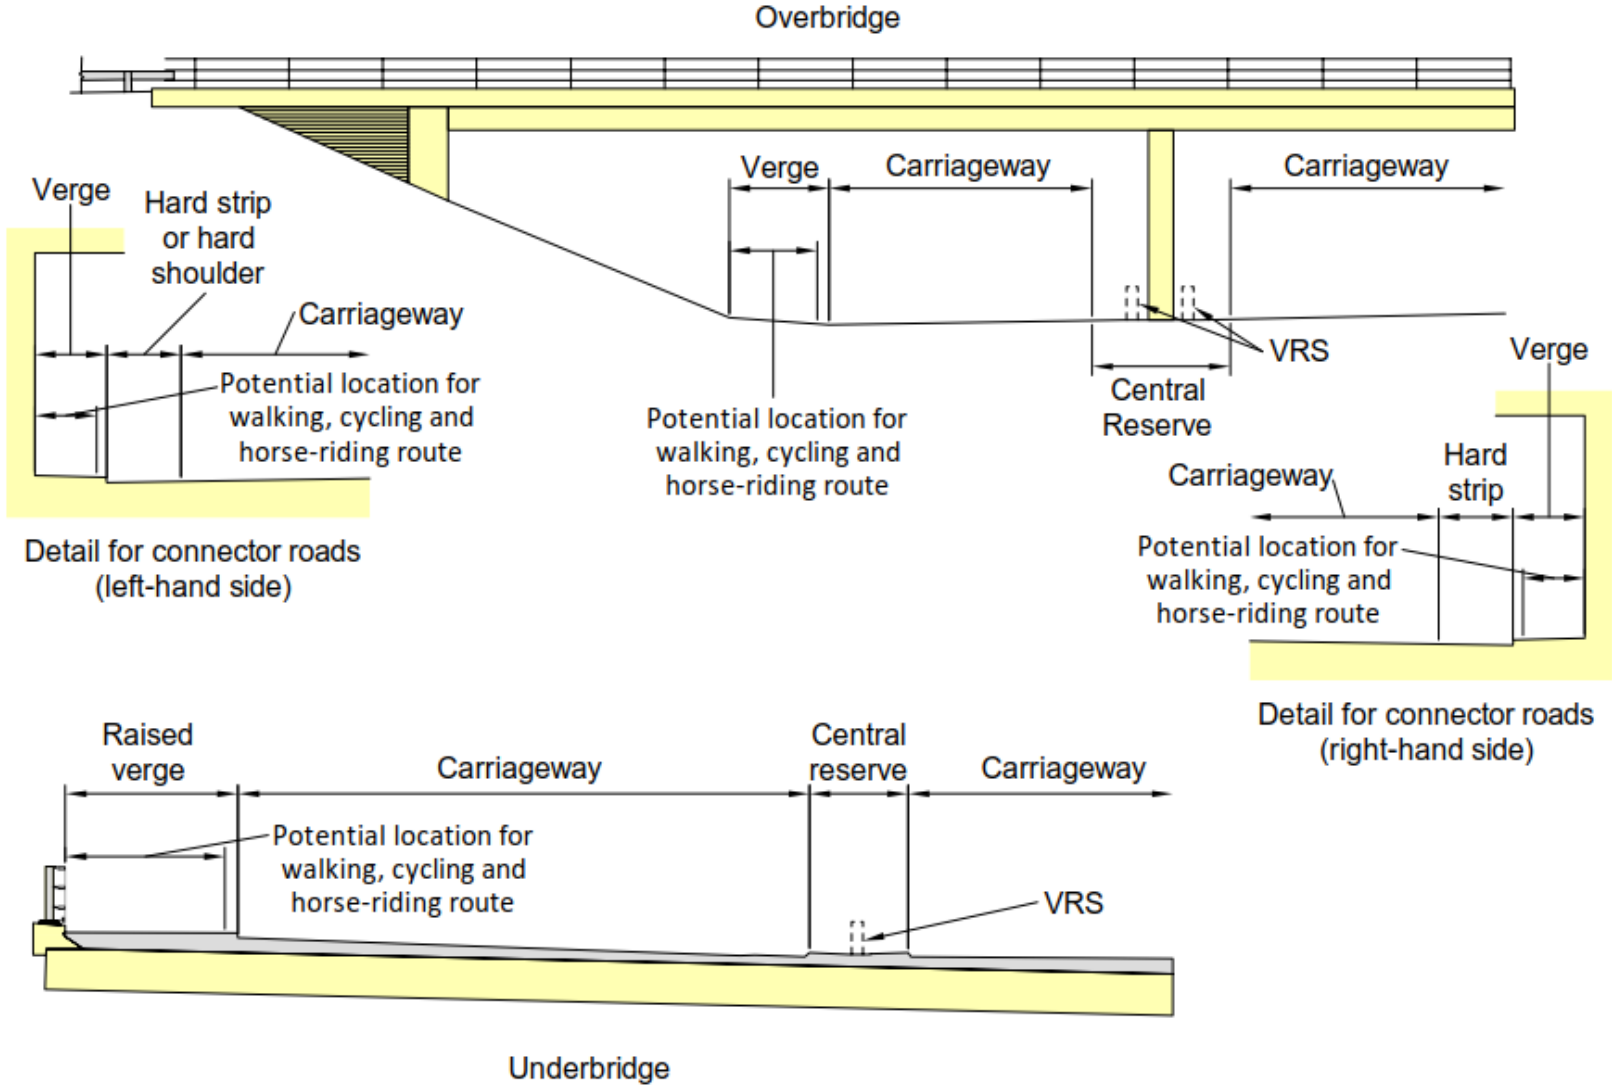 Overbridge
Verge
Carriageway
Carriageway
Verge
Hard strip
or hard
shoulder
Carriageway
Potential location for
walking, cycling and
horse-riding route
Detail for connector roads
(left-hand side)
Potential location for
walking, cycling and
horse-riding route
VRS
Central
Reserve
Verge
Hard
strip
Carriageway
Potential location for
walking, cycling and
horse-riding route
Detail for connector roads
(right-hand side)
Raised
verge
Carriageway
Central
reserve
Carriageway
Potential location for
walking, cycling and
horse-riding route
VRS
Underbridge